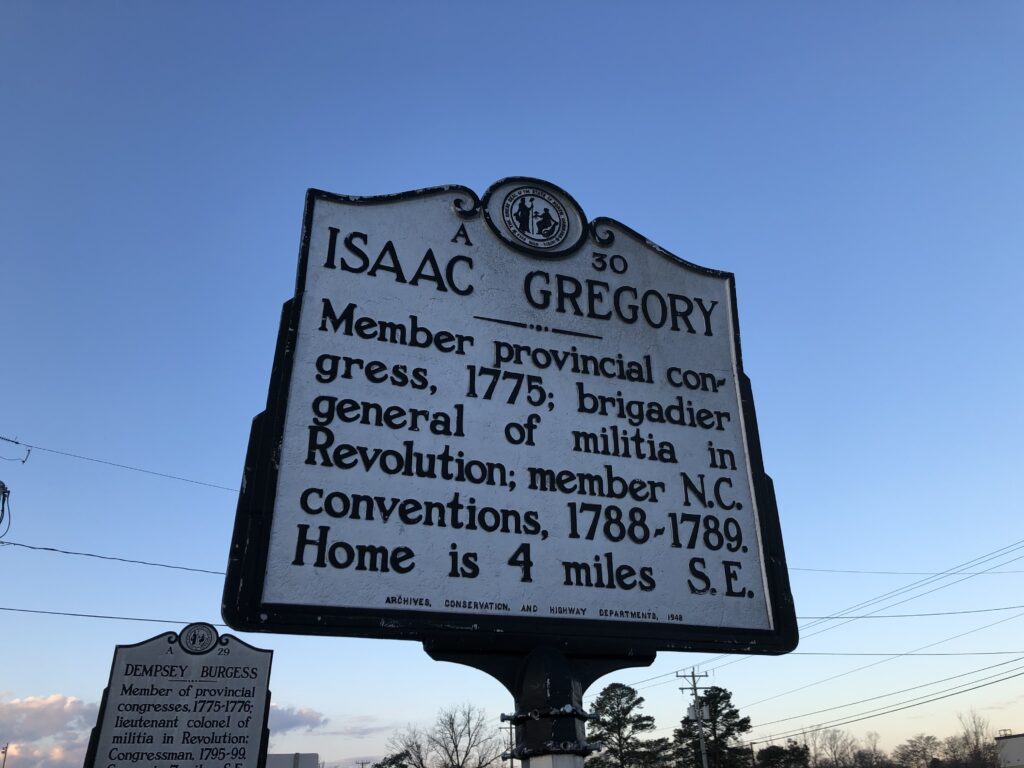 A 30
ISAAC GREGORY
Member provincial con-
gress, 1775; brigadier
general of militia in
Revolution; member N.C.
conventions, 1788-1789.
Home is 4 miles S.E.
ARCHIVES, CONSERVATION, AND HIGHWAY DEPARTMENTS, 1948
A 29
DEMPSEY BURGESS
Member of provincial
congresses, 1775-1776;
lieutenant colonel of
militia in Revolution;
Congressman, 1795-99.